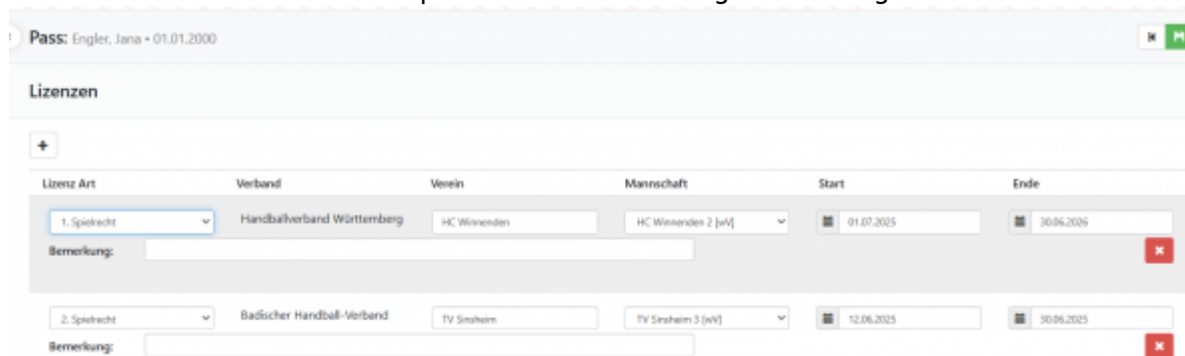 Pass: Engler, Jana • 01.01.2000
Lizenzen
Lizenz Art Verband Verein Mannschaft Start Ende
1. Spielrecht Handballverband Württemberg HC Winnenden HC Winnenden 2 [wV] 01.07.2025 30.06.2026
Bemerkung:
2. Spielrecht Badischer Handball-Verband TV Sinsheim TV Sinsheim 3 [wV] 12.06.2025 30.06.2025
Bemerkung: